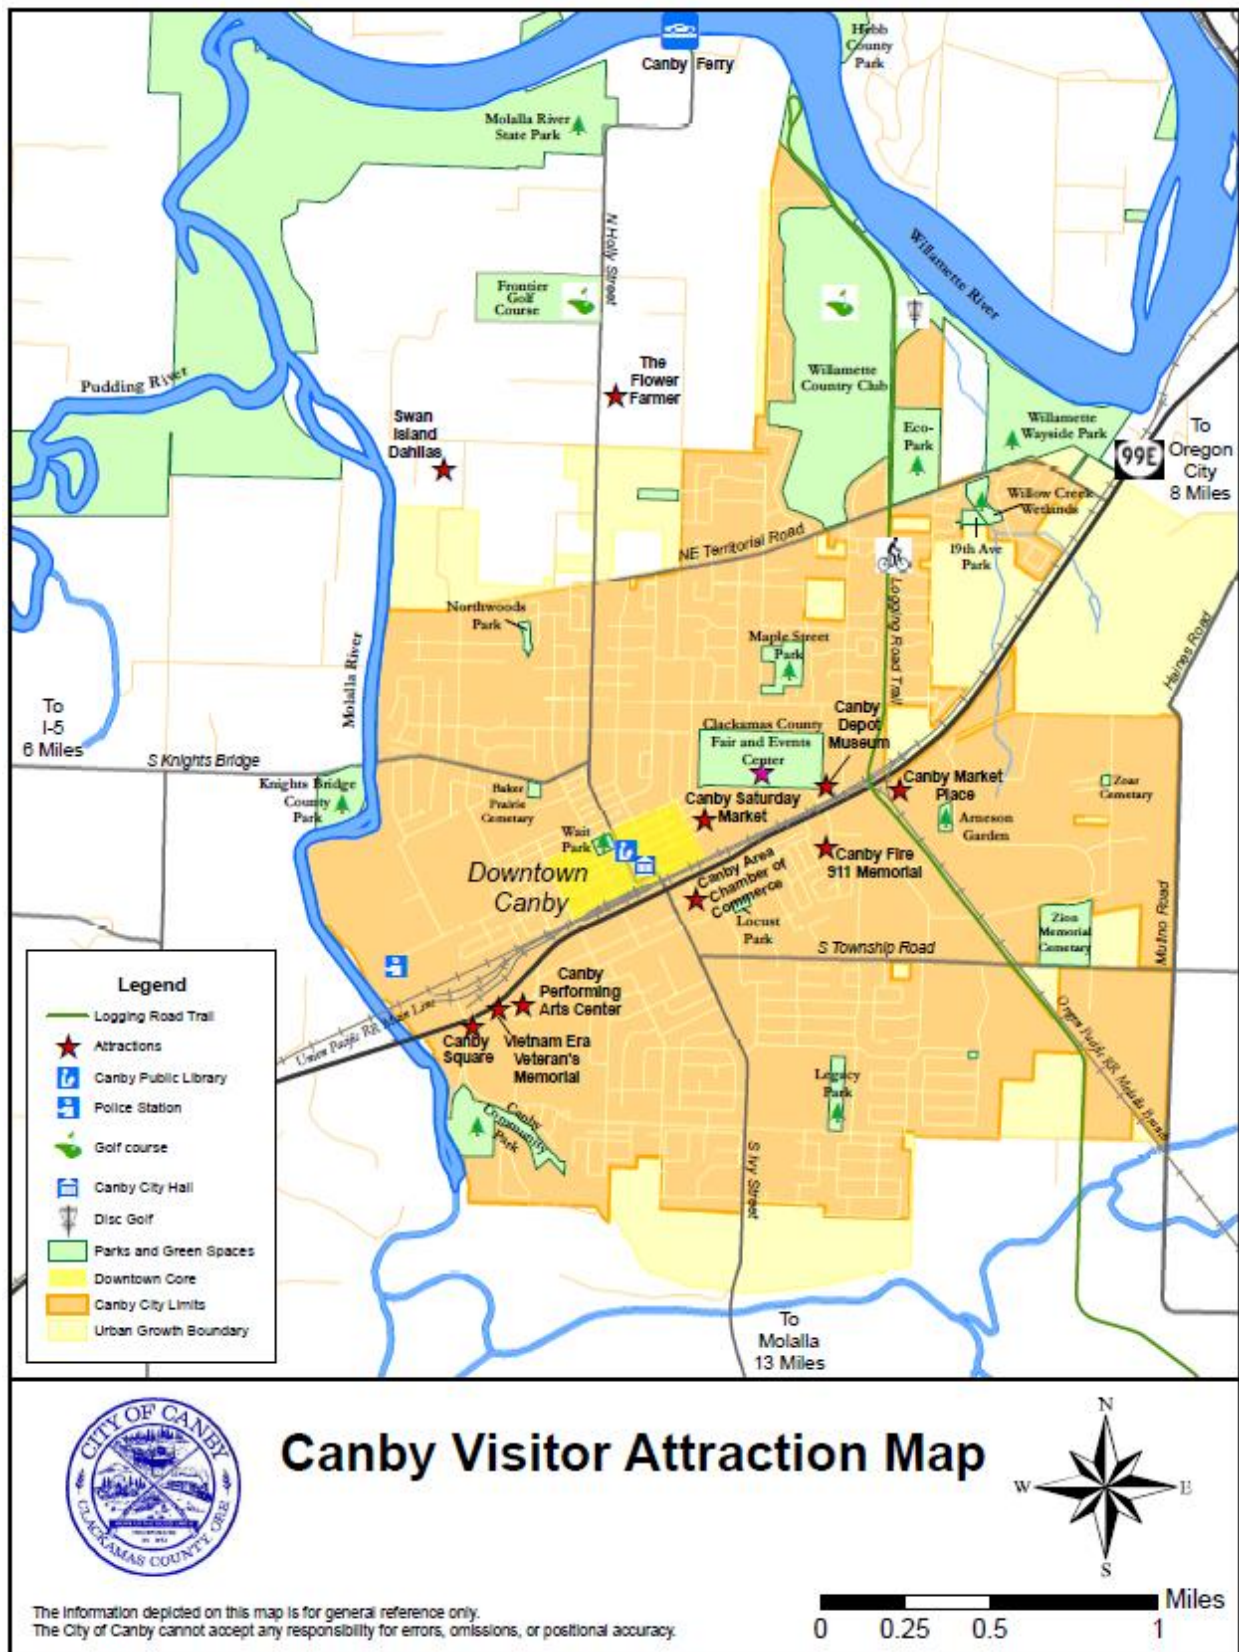 Hebb
County
Park
Canby Ferry
Molalla River
State Park
N Holly Street
Willamette River
Frontier
Golf
Course
The
Flower
Farmer
Willamette
Country Club
Pudding River
Swan
Island
Dahlias
Eco-
Park
Willamette
Wayside Park
99E
To
Oregon
City
8 Miles
Willow Creek
Wetlands
NE Territorial Road
19th Ave
Park
Logging Road Trail
Northwoods
Park
Maple Street
Park
Haines Road
Molalla River
To
I-5
6 Miles
S Knights Bridge
Canby
Depot
Museum
Clackamas County
Fair and Events
Center
Knights Bridge
County
Park
Baker
Prairie
Cemetary
Canby Saturday
Market
Canby Market
Place
Zoar
Cemetary
Arneson
Garden
Wait
Park
Downtown
Canby
Canby Area
Chamber of
Commerce
Canby Fire
911 Memorial
Locust
Park
Zion
Memorial
Cemetary
Mulino Road
S Township Road
Canby
Performing
Arts Center
Union Pacific RR Main Line
Canby
Square
Vietnam Era
Veteran's
Memorial
Oregon Pacific RR Molalla Branch
Legacy
Park
Canby
Community
Park
S Ivy Street
To
Molalla
13 Miles
Legend
Logging Road Trail
Attractions
Canby Public Library
Police Station
Golf course
Canby City Hall
Disc Golf
Parks and Green Spaces
Downtown Core
Canby City Limits
Urban Growth Boundary
CITY OF CANBY
CLACKAMAS COUNTY, ORE
Canby Visitor Attraction Map
N
W
E
S
The information depicted on this map is for general reference only.
The City of Canby cannot accept any responsibility for errors, omissions, or positional accuracy.
Miles
0 0.25 0.5 1